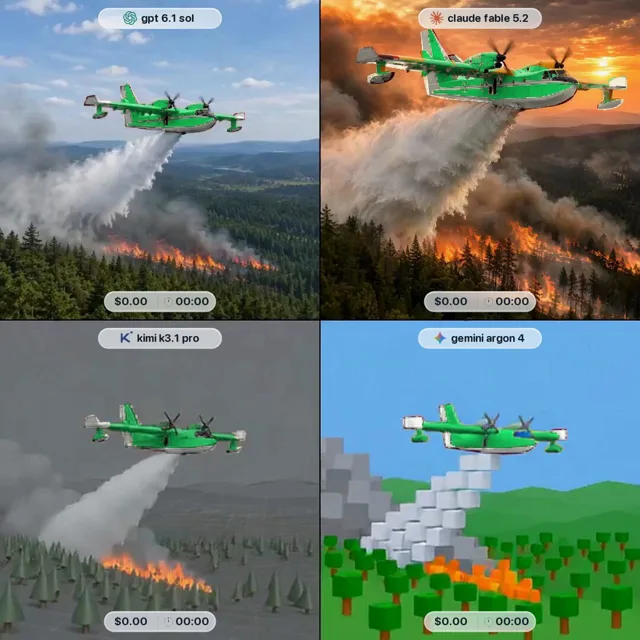 gpt 6.1 sol
claude fable 5.2
$0.00 00:00
$0.00 00:00
kimi k3.1 pro
gemini argon 4
$0.00 00:00
$0.00 00:00